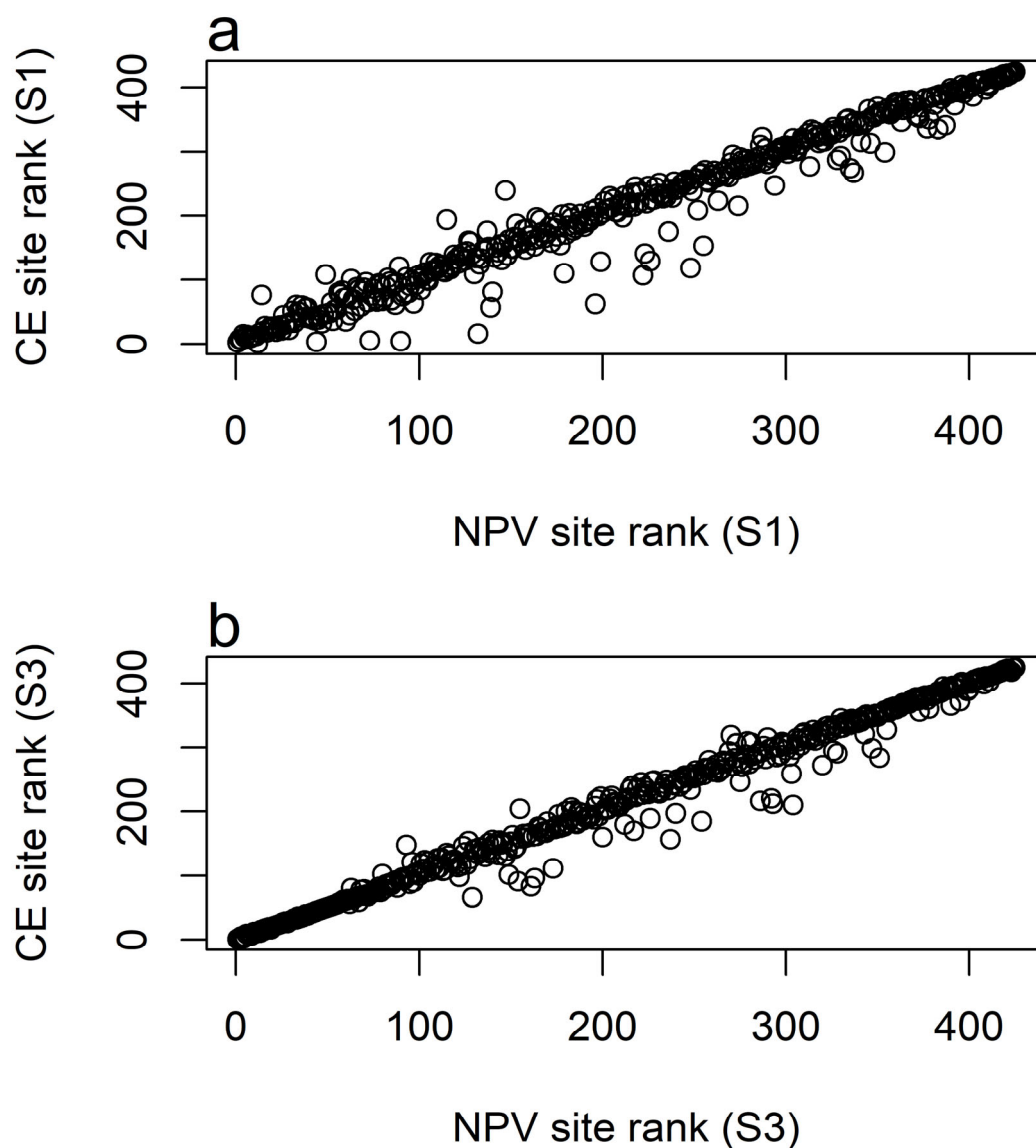 a
CE site rank (S1)
400
200
0
0 100 200 300 400
NPV site rank (S1)
b
CE site rank (S3)
400
200
0
0 100 200 300 400
NPV site rank (S3)